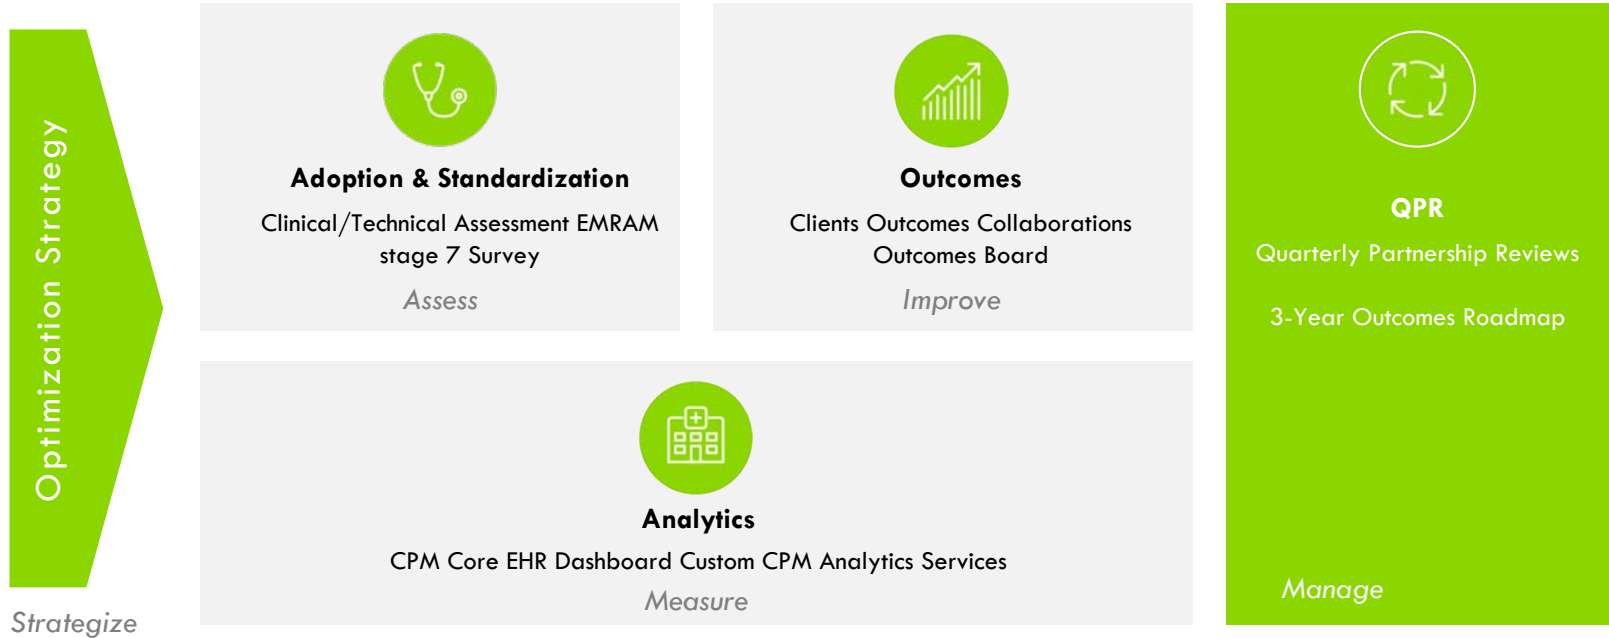 Optimization Strategy
Strategize
Adoption & Standardization
Clinical/Technical Assessment EMRAM
stage 7 Survey
Assess
Outcomes
Clients Outcomes Collaborations
Outcomes Board
Improve
Analytics
CPM Core EHR Dashboard Custom CPM Analytics Services
Measure
QPR
Quarterly Partnership Reviews
3-Year Outcomes Roadmap
Manage